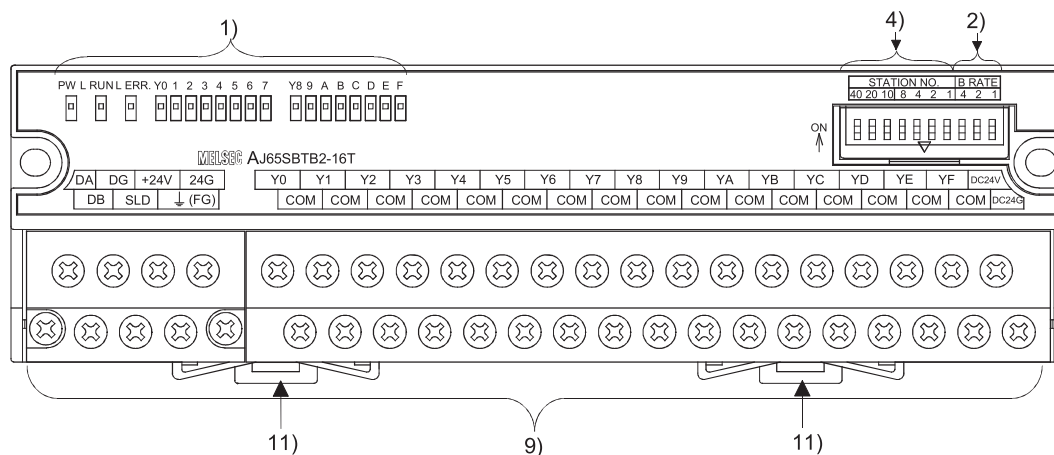 1) 4) 2)
STATION NO. B RATE
40 20 10 8 4 2 1 4 2 1
PW L RUN L ERR. Y0 1 2 3 4 5 6 7 Y8 9 A B C D E F
ON
MELSEC AJ65SBTB2-16T
DA DG +24V 24G Y0 Y1 Y2 Y3 Y4 Y5 Y6 Y7 Y8 Y9 YA YB YC YD YE YF DC24V
DB SLD (FG) COM COM COM COM COM COM COM COM COM COM COM COM COM COM COM COM DC24G
11) 9) 11)